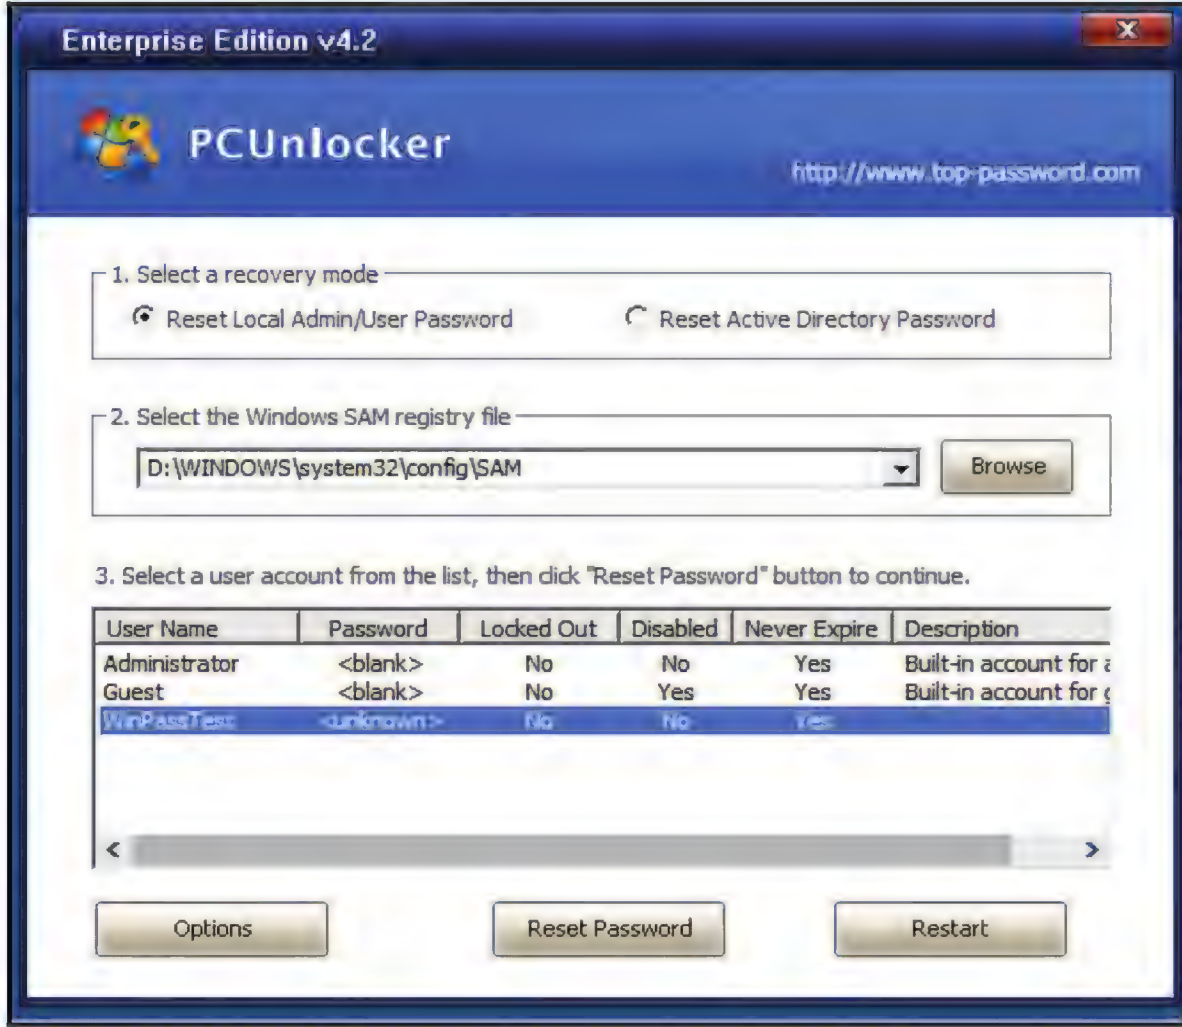 Enterprise Edition v4.2
PCUnlocker
http://www.top-password.com
1. Select a recovery mode
Reset Local Admin/User Password Reset Active Directory Password
2. Select the Windows SAM registry file
D:\WINDOWS\system32\config\SAM Browse
3. Select a user account from the list, then click "Reset Password" button to continue.
User Name Password Locked Out Disabled Never Expire Description
Administrator <blank> No No Yes Built-in account for a
Guest <blank> No Yes Yes Built-in account for g
WinPassTest <unknown> No No Yes
Options Reset Password Restart